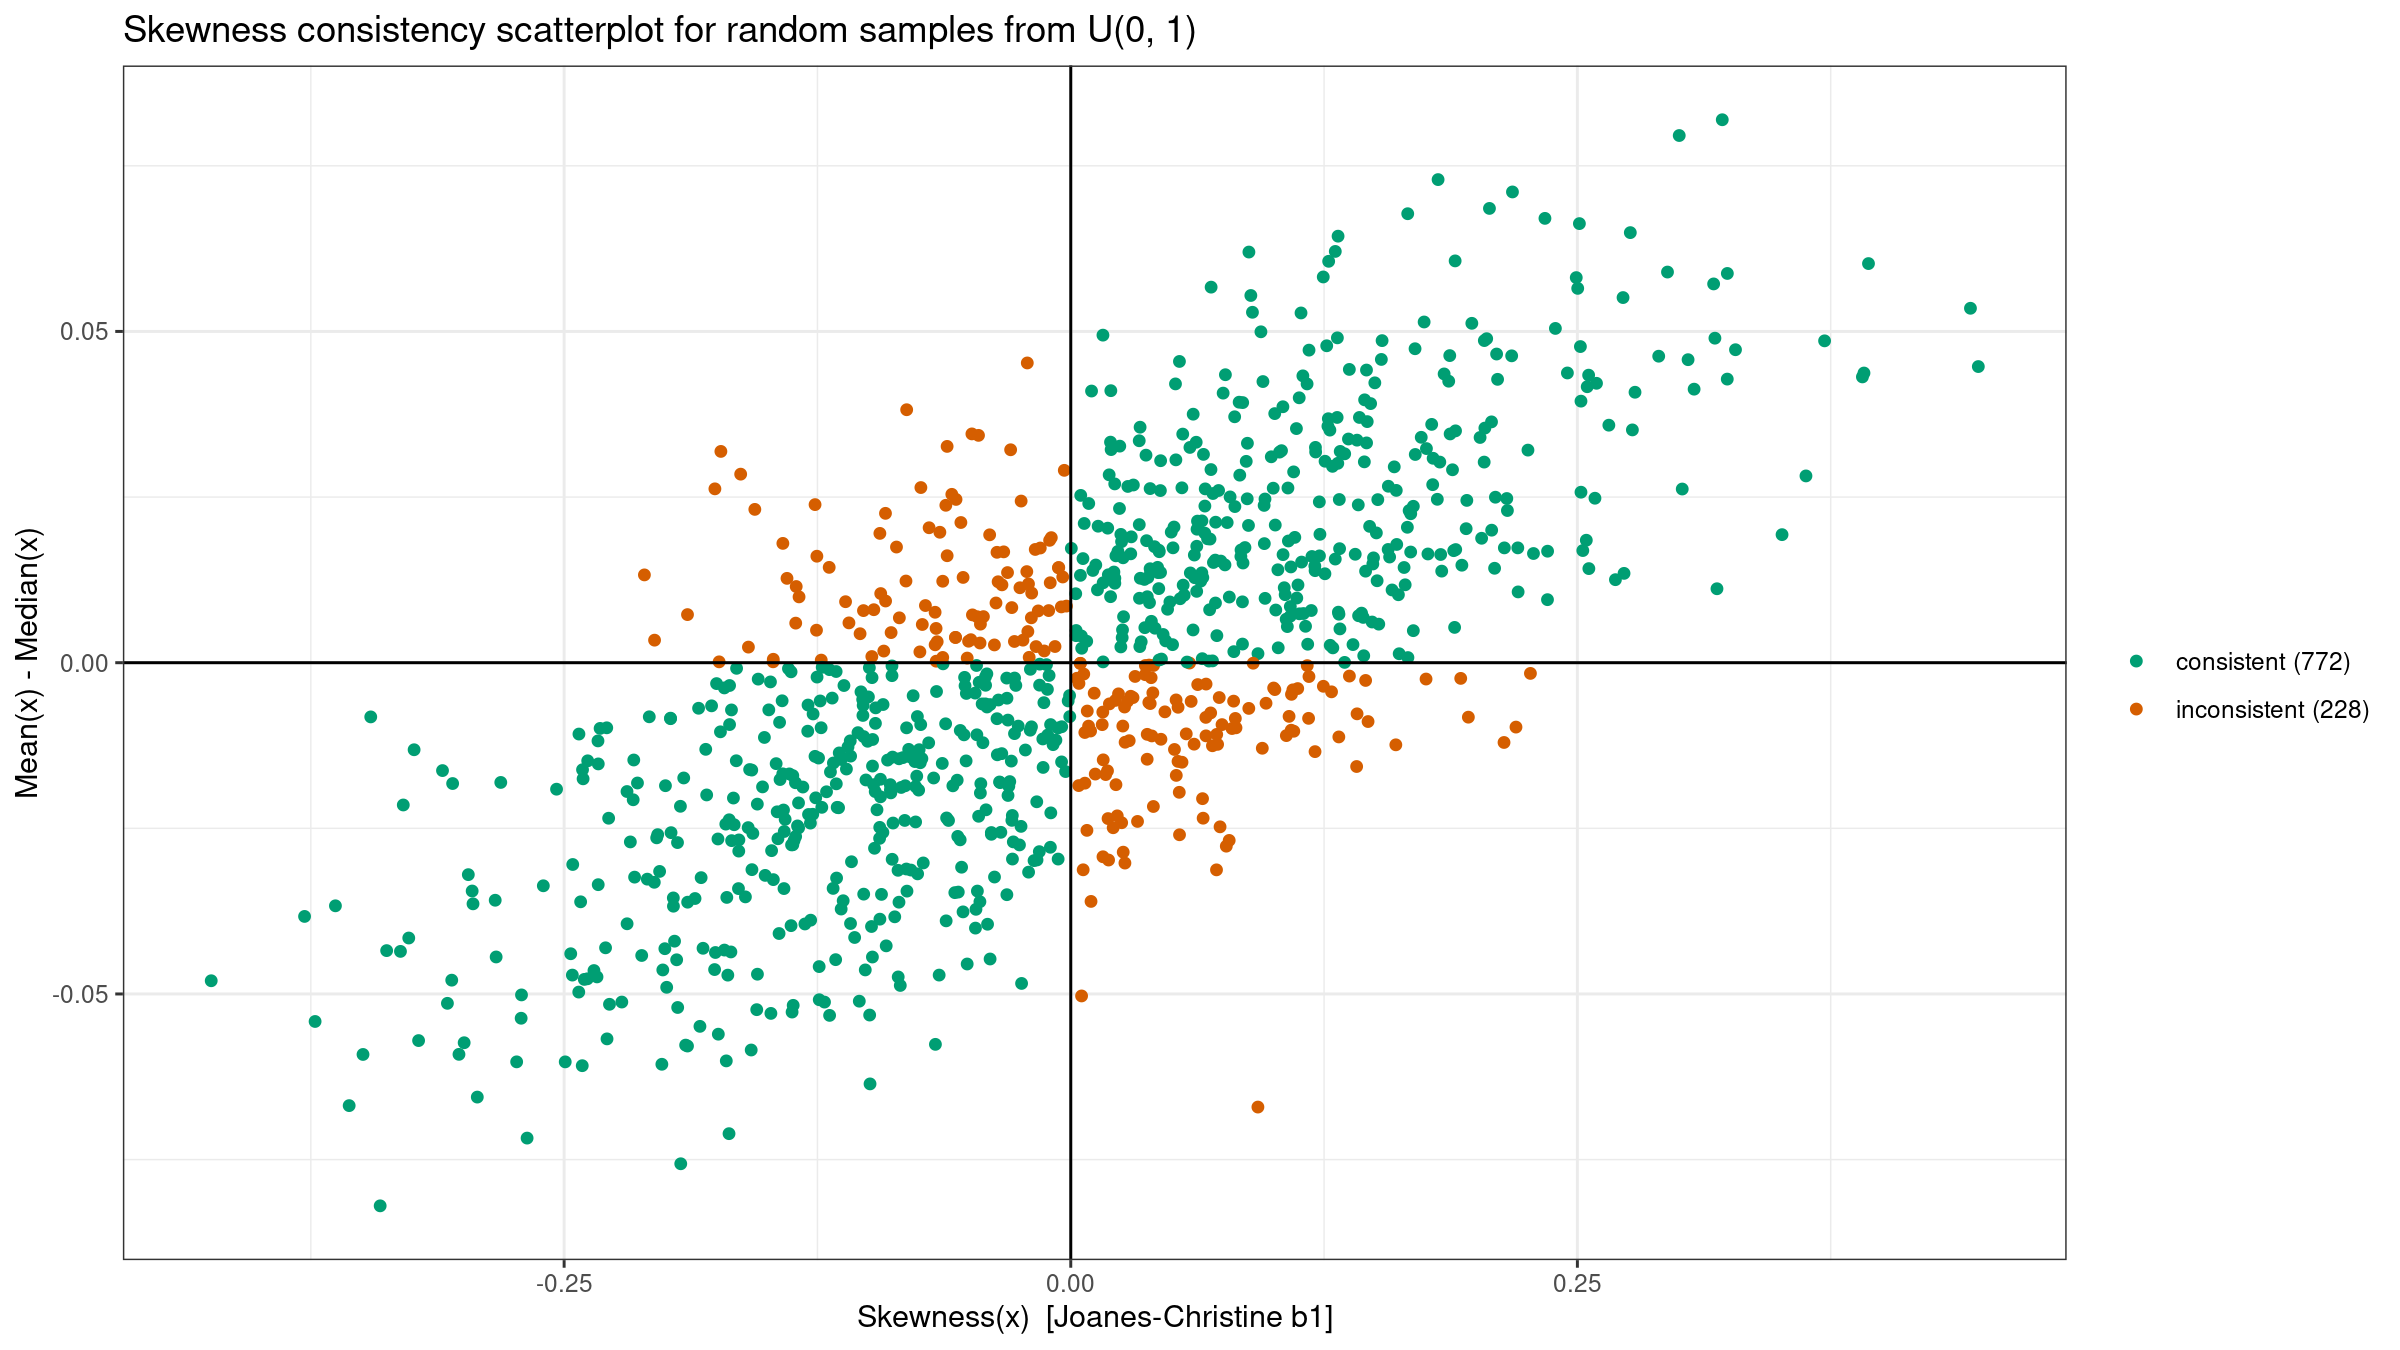 Skewness consistency scatterplot for random samples from U(0, 1)
Mean(x) - Median(x)
0.05
0.00
-0.05
-0.25
0.00
0.25
Skewness(x)  [Joanes-Christine b1]
consistent (772)
inconsistent (228)